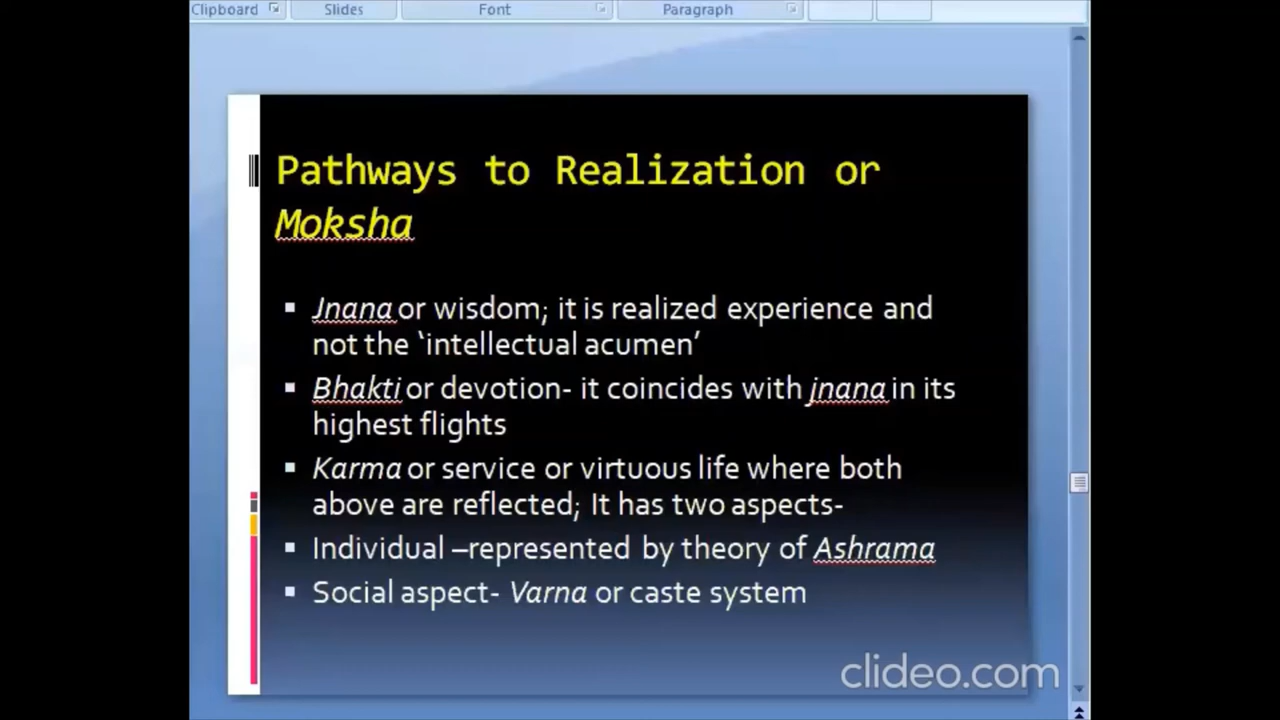 Clipboard Slides Font Paragraph
Pathways to Realization or
Moksha
Jnana or wisdom; it is realized experience and
not the ‘intellectual acumen’
Bhakti or devotion- it coincides with jnana in its
highest flights
Karma or service or virtuous life where both
above are reflected; It has two aspects-
Individual –represented by theory of Ashrama
Social aspect- Varna or caste system
clideo.com